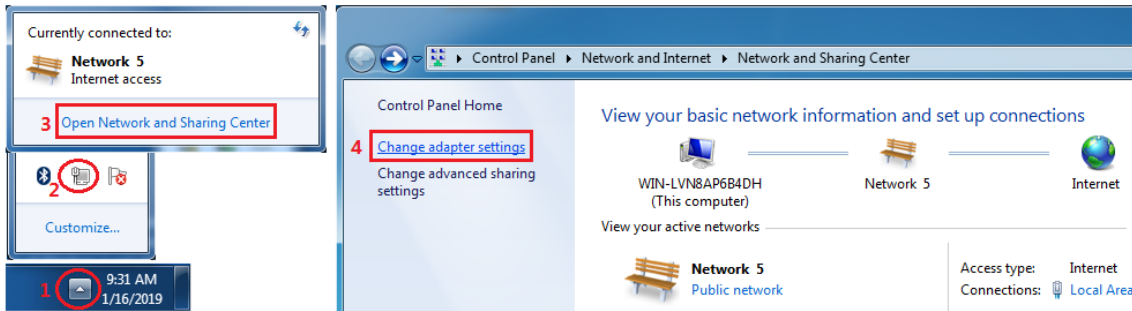 Currently connected to:
Network 5
Internet access
3 Open Network and Sharing Center
2
Customize...
1
9:31 AM
1/16/2019
Control Panel Network and Internet Network and Sharing Center
Control Panel Home
4 Change adapter settings
Change advanced sharing
settings
View your basic network information and set up connections
WIN-LVN8AP6B4DH
(This computer)
Network 5
Internet
View your active networks
Network 5
Public network
Access type: Internet
Connections: Local Area